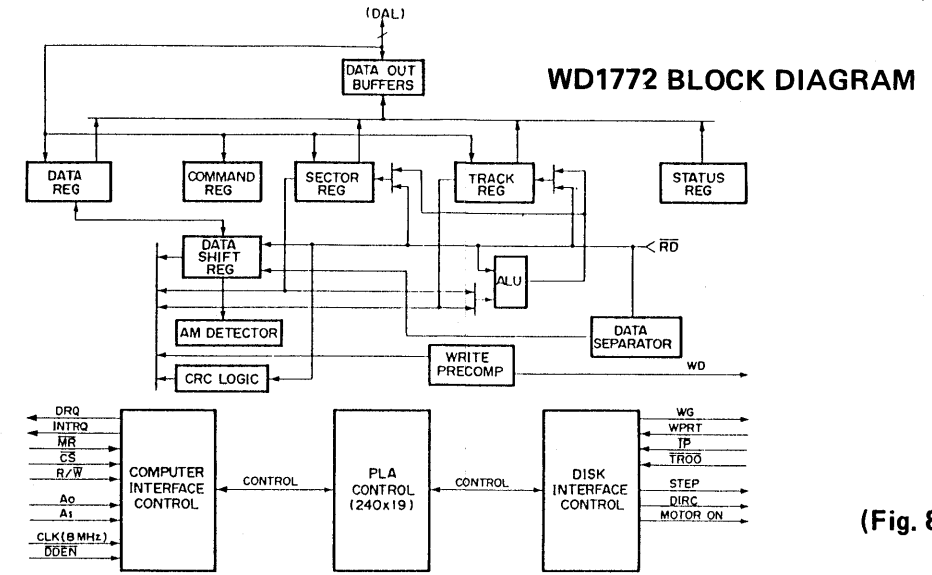 (DAL)
DATA OUT
BUFFERS
WD1772 BLOCK DIAGRAM
DATA
REG
COMMAND
REG
SECTOR
REG
TRACK
REG
STATUS
REG
DATA
SHIFT
REG
RD
ALU
AM DETECTOR
DATA
SEPARATOR
WRITE
PRECOMP
WD
CRC LOGIC
DRQ
INTRQ
MR
CS
R/W
A0
A1
CLK(8 MHz)
DDEN
COMPUTER
INTERFACE
CONTROL
CONTROL
PLA
CONTROL
(240x19)
CONTROL
DISK
INTERFACE
CONTROL
WG
WPRT
IP
TR00
STEP
DIRC
MOTOR ON
(Fig. 8